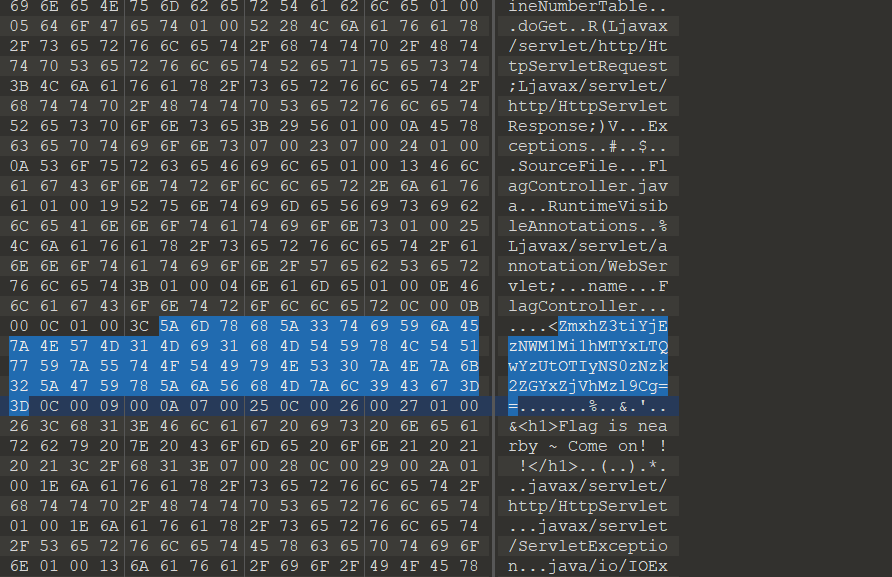 69 6E 65 4E 75 6D 62 65 72 54 61 62 6C 65 01 00 ineNumberTable..
05 64 6F 47 65 74 01 00 52 28 4C 6A 61 76 61 78 .doGet..R(Ljavax
2F 73 65 72 76 6C 65 74 2F 68 74 74 70 2F 48 74 /servlet/http/Ht
74 70 53 65 72 76 6C 65 74 52 65 71 75 65 73 74 tpServletRequest
3B 4C 6A 61 76 61 78 2F 73 65 72 76 6C 65 74 2F ;Ljavax/servlet/
68 74 74 70 2F 48 74 74 70 53 65 72 76 6C 65 74 http/HttpServlet
52 65 73 70 6F 6E 73 65 3B 29 56 01 00 0A 45 78 Response;)V...Ex
63 65 70 74 69 6F 6E 73 07 00 23 07 00 24 01 00 ceptions..#..$..
0A 53 6F 75 72 63 65 46 69 6C 65 01 00 13 46 6C .SourceFile...Fl
61 67 43 6F 6E 74 72 6F 6C 6C 65 72 2E 6A 61 76 agController.jav
61 01 00 19 52 75 6E 74 69 6D 65 56 69 73 69 62 a...RuntimeVisib
6C 65 41 6E 6E 6F 74 61 74 69 6F 6E 73 01 00 25 leAnnotations..%
4C 6A 61 76 61 78 2F 73 65 72 76 6C 65 74 2F 61 Ljavax/servlet/a
6E 6E 6F 74 61 74 69 6F 6E 2F 57 65 62 53 65 72 nnotation/WebSer
76 6C 65 74 3B 01 00 04 6E 61 6D 65 01 00 0E 46 vlet;...name...F
6C 61 67 43 6F 6E 74 72 6F 6C 6C 65 72 0C 00 0B lagController...
00 0C 01 00 3C 5A 6D 78 68 5A 33 74 69 59 6A 45 ....<ZmxhZ3tiYjE
7A 4E 57 4D 31 4D 69 31 68 4D 54 59 78 4C 54 51 zNWM1Mi1hMTYxLTQ
77 59 7A 55 74 4F 54 49 79 4E 53 30 7A 4E 7A 6B wYzUtOTIyNS0zNzk
32 5A 47 59 78 5A 6A 56 68 4D 7A 6C 39 43 67 3D 2ZGYxZjVhMzl9Cg=
3D 0C 00 09 00 0A 07 00 25 0C 00 26 00 27 01 00 =.......%..&.'..
26 3C 68 31 3E 46 6C 61 67 20 69 73 20 6E 65 61 &<h1>Flag is nea
72 62 79 20 7E 20 43 6F 6D 65 20 6F 6E 21 20 21 rby ~ Come on! !
20 21 3C 2F 68 31 3E 07 00 28 0C 00 29 00 2A 01 !</h1>..(..).*.
00 1E 6A 61 76 61 78 2F 73 65 72 76 6C 65 74 2F ..javax/servlet/
68 74 74 70 2F 48 74 74 70 53 65 72 76 6C 65 74 http/HttpServlet
01 00 1E 6A 61 76 61 78 2F 73 65 72 76 6C 65 74 ...javax/servlet
2F 53 65 72 76 6C 65 74 45 78 63 65 70 74 69 6F /ServletExceptio
6E 01 00 13 6A 61 76 61 2F 69 6F 2F 49 4F 45 78 n...java/io/IOEx